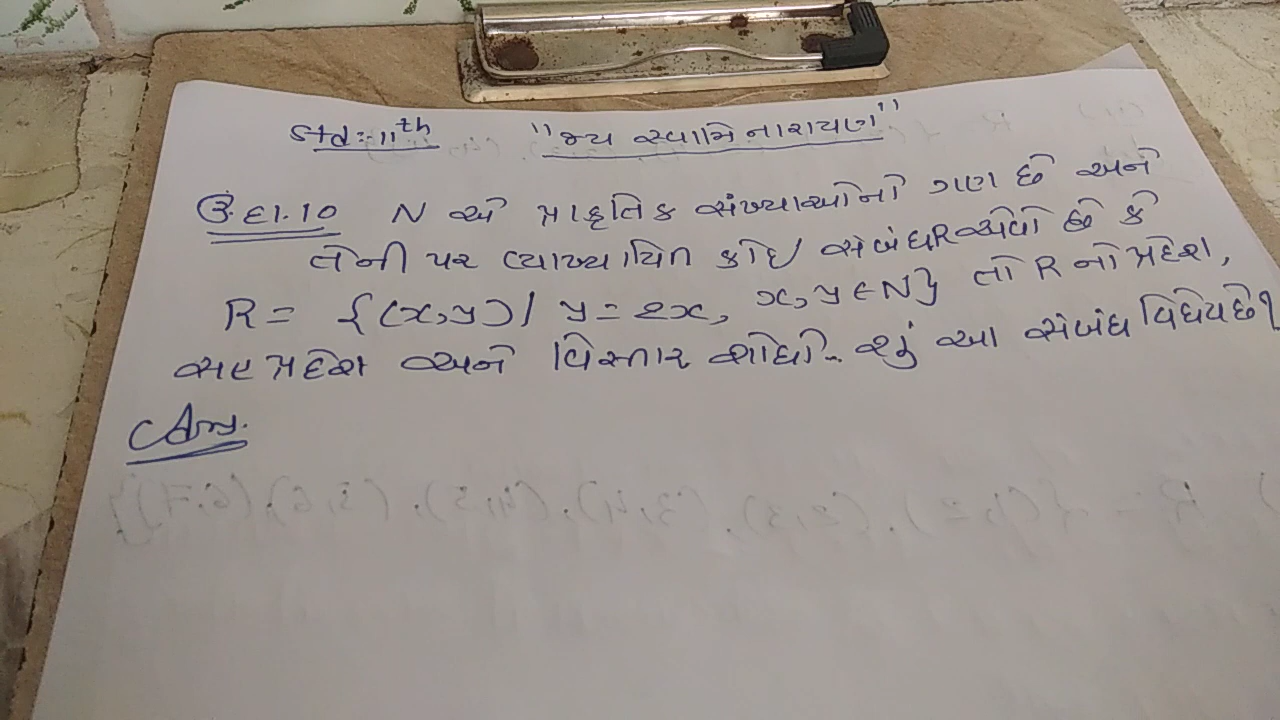 Std:-11th "જય સ્વામિનારાયણ"
ઉ.દા.10 N એ પ્રાકૃતિક સંખ્યાઓનો ગણ છે અને
તેની પર વ્યાખ્યાયિત કોઇ સંબંધ R એવો છે કે
R = {(x,y) / y = 2x, x,y ∈ N} તો R નો પ્રદેશ,
સહપ્રદેશ અને વિસ્તાર શોધો.. શું આ સંબંધ વિધેય છે?
Ans.